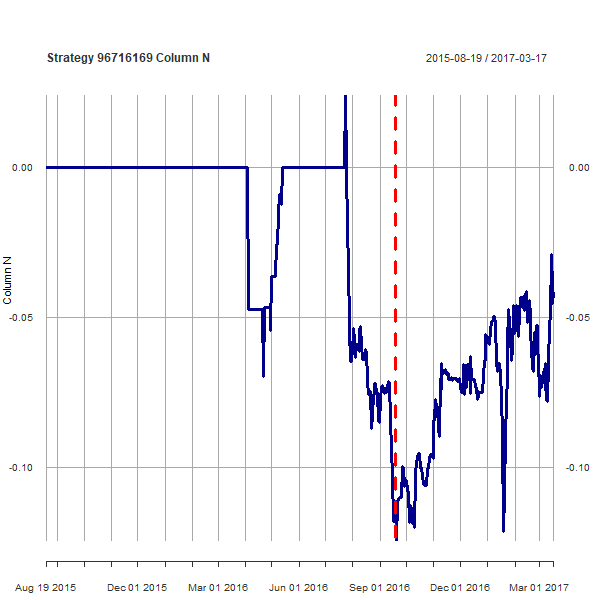 Strategy 96716169 Column N
2015-08-19 / 2017-03-17
0.00
0.00
Column N
-0.05
-0.05
-0.10
-0.10
Aug 19 2015
Dec 01 2015
Mar 01 2016
Jun 01 2016
Sep 01 2016
Dec 01 2016
Mar 01 2017